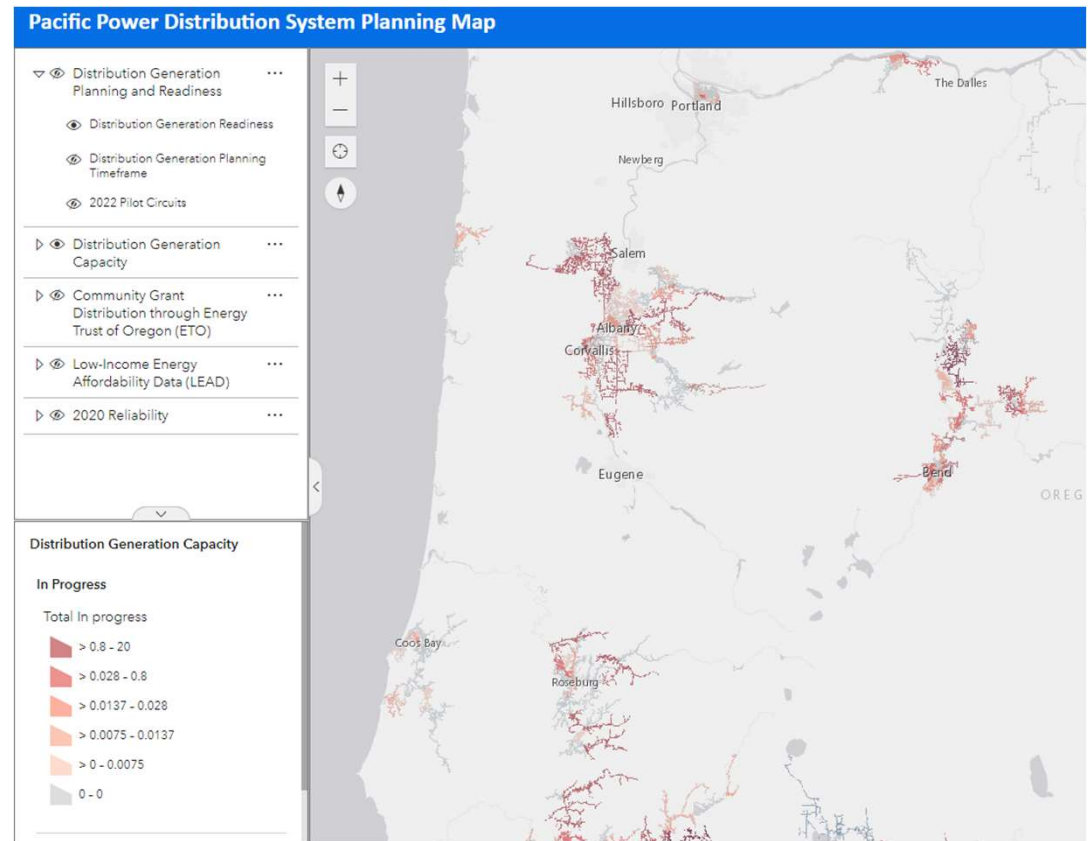 Pacific Power Distribution System Planning Map
Distribution Generation
Planning and Readiness
Distribution Generation Readiness
Distribution Generation Planning
Timeframe
2022 Pilot Circuits
Distribution Generation
Capacity
Community Grant
Distribution through Energy
Trust of Oregon (ETO)
Low-Income Energy
Affordability Data (LEAD)
2020 Reliability
Distribution Generation Capacity
In Progress
Total In progress
> 0.8 - 20
> 0.028 - 0.8
> 0.0137 - 0.028
> 0.0075 - 0.0137
> 0 - 0.0075
0 - 0
The Dalles
Hillsboro
Portland
Newberg
Salem
Albany
Corvallis
Eugene
Bend
OREG
Coos Bay
Roseburg